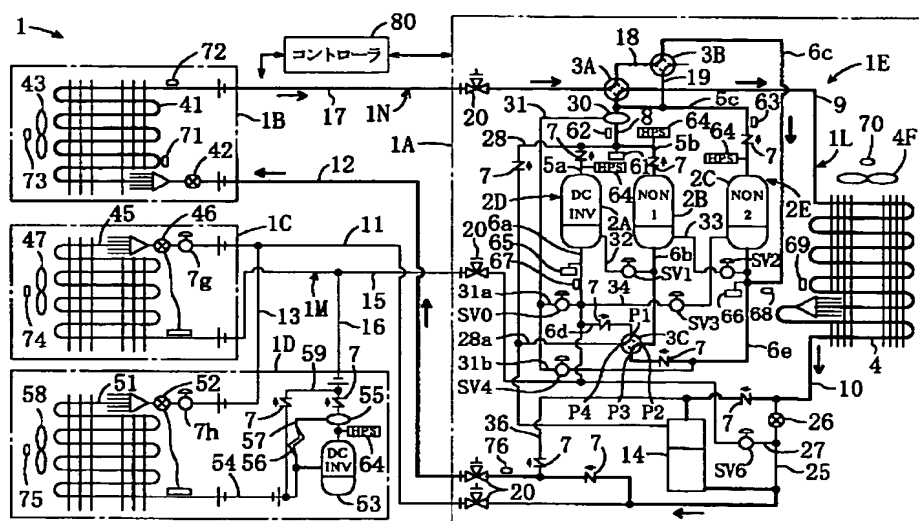 1
72
80
コントローラ
18
3A
3B
6c
1E
43
41
1B
17
1N
20
31
30
19
5c
63
9
1A
28
62
8
HPS
64
5b
64
70
1L
4F
71
42
12
7
5a
61
7
HPS
7
73
HPS
64
2C
2D
DC
INV
NON
1
2B
NON
2
2E
45
46
1C
11
6a
2A
33
47
20
65
32
6b
SV2
7g
67
SV1
69
1M
15
31a
7
34
66
68
74
13
16
SV0
6d
P1
SV3
28a
3C
6e
4
1D
59
31b
7
51
52
SV4
P4
P3
P2
10
58
7
7
55
57
7h
36
7
26
56
HPS
64
76
7
7
14
27
DC
INV
SV6
25
75
54
53
20